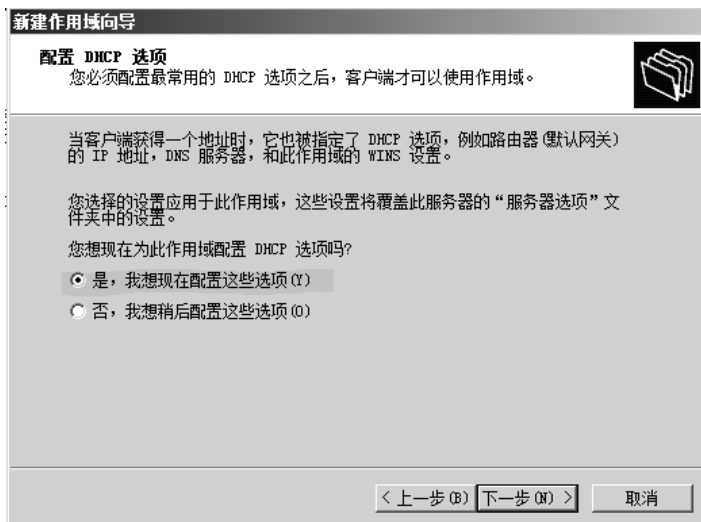 新建作用域向导
配置 DHCP 选项
您必须配置最常用的 DHCP 选项之后，客户端才可以使用作用域。
当客户端获得一个地址时，它也被指定了 DHCP 选项，例如路由器(默认网关)
的 IP 地址，DNS 服务器，和此作用域的 WINS 设置。
您选择的设置应用于此作用域，这些设置将覆盖此服务器的“服务器选项”文
件夹中的设置。
您想现在为此作用域配置 DHCP 选项吗?
是，我想现在配置这些选项(Y)
否，我想稍后配置这些选项(O)
< 上一步(B) 下一步(N) > 取消